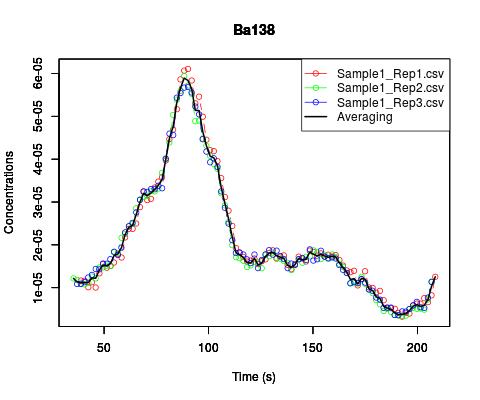 Ba138
Sample1_Rep1.csv
Sample1_Rep2.csv
Sample1_Rep3.csv
Averaging
Concentrations
6e-05
5e-05
4e-05
3e-05
2e-05
1e-05
50 100 150 200
Time (s)